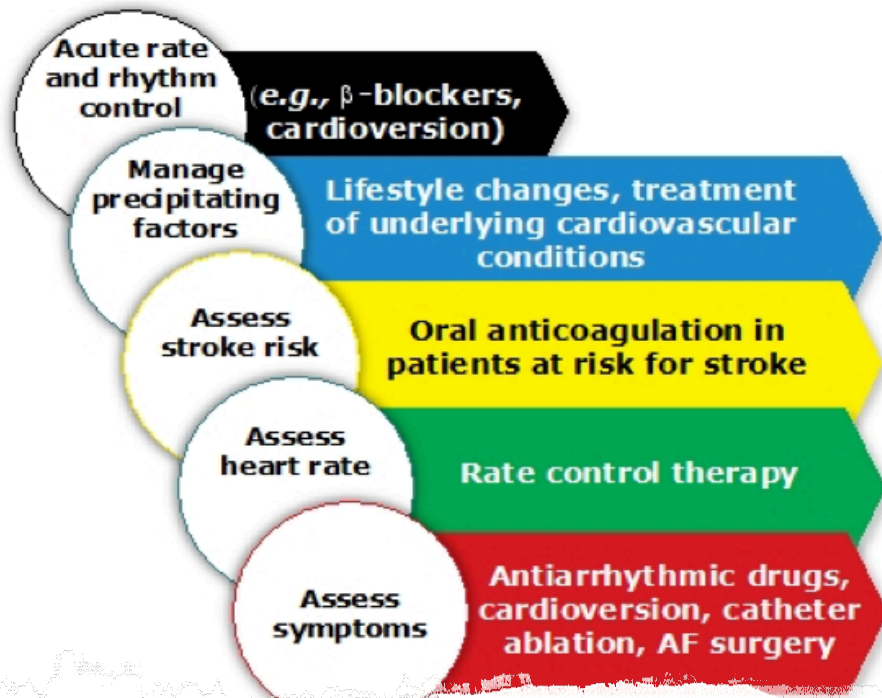 Acute rate
and rhythm
control
(e.g., β-blockers,
cardioversion)
Manage
precipitating
factors
Lifestyle changes, treatment
of underlying cardiovascular
conditions
Assess
stroke risk
Oral anticoagulation in
patients at risk for stroke
Assess
heart rate
Rate control therapy
Assess
symptoms
Antiarrhythmic drugs,
cardioversion, catheter
ablation, AF surgery